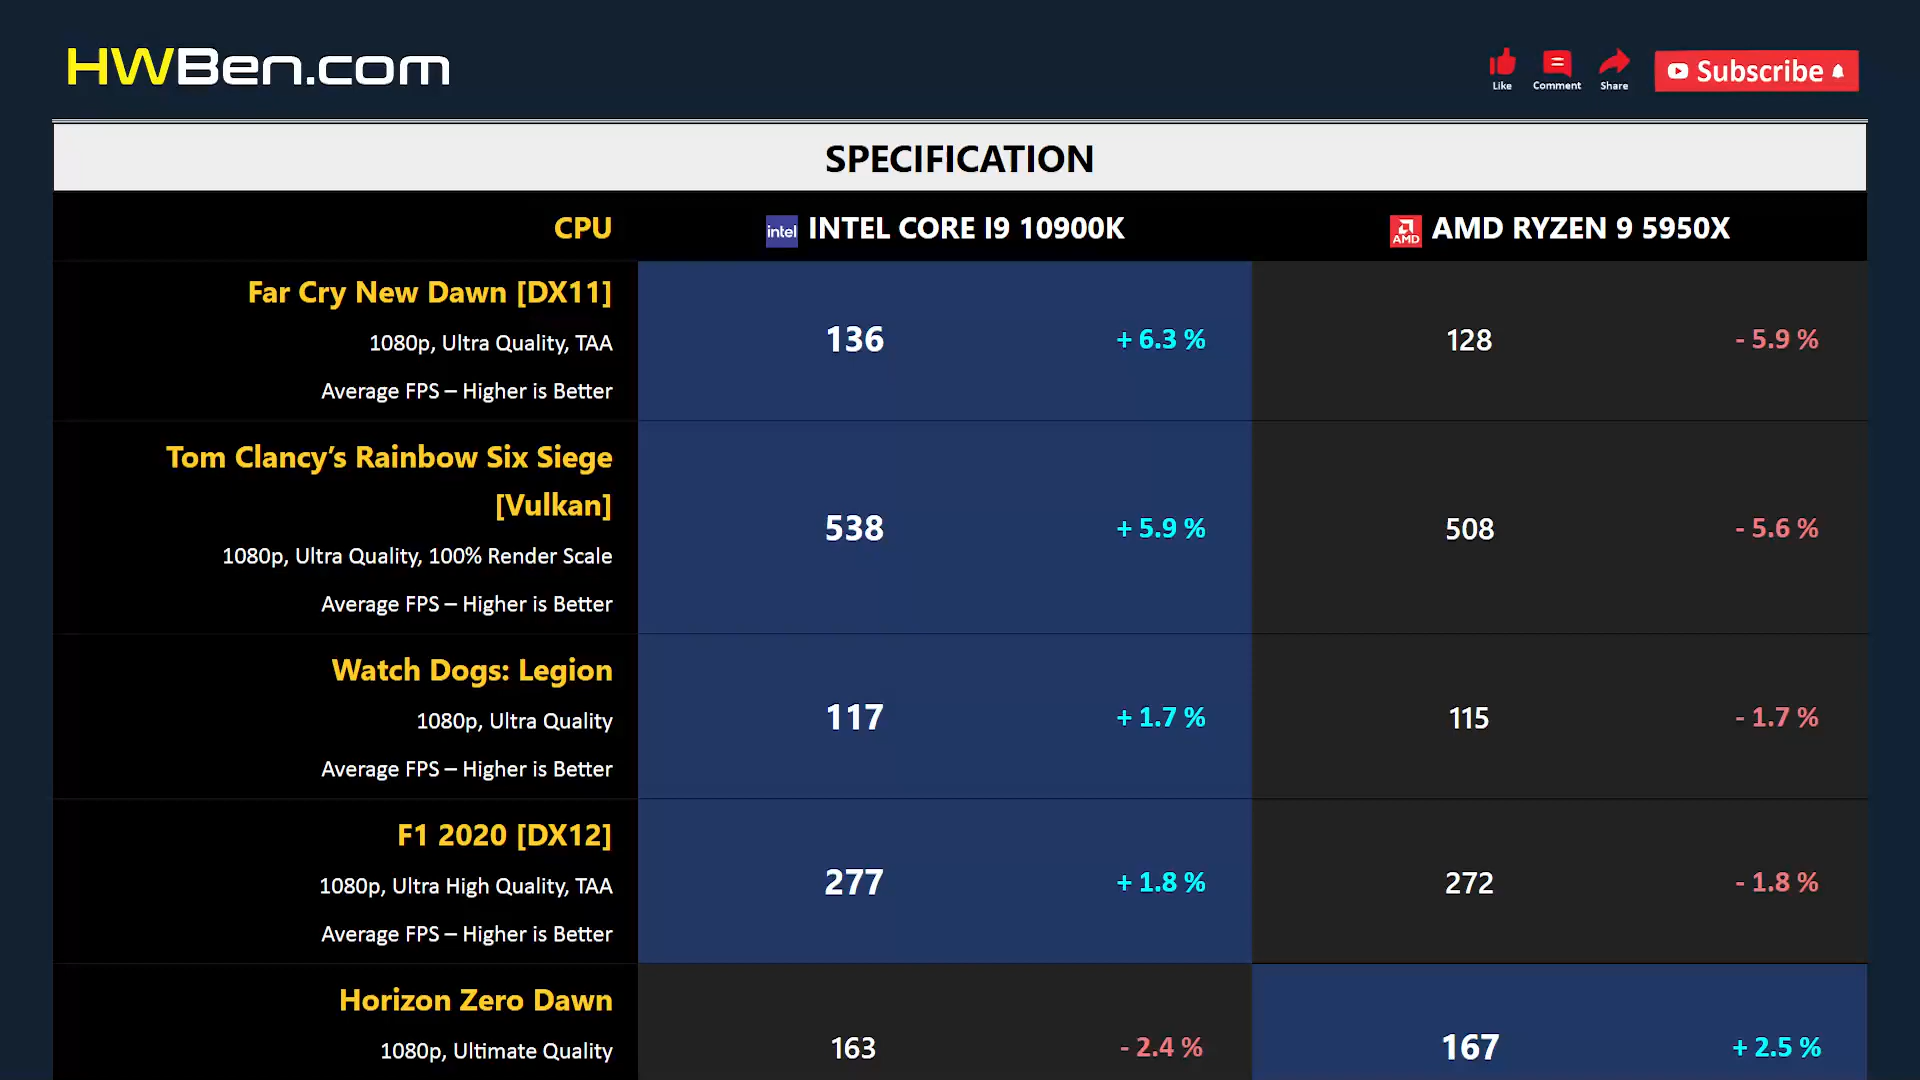 HWBen.com
Like
Comment
Share
Subscribe
SPECIFICATION
CPU
intel INTEL CORE I9 10900K
AMD AMD RYZEN 9 5950X
Far Cry New Dawn [DX11]
1080p, Ultra Quality, TAA
Average FPS – Higher is Better
136 + 6.3 % 128 - 5.9 %
Tom Clancy’s Rainbow Six Siege
[Vulkan]
1080p, Ultra Quality, 100% Render Scale
Average FPS – Higher is Better
538 + 5.9 % 508 - 5.6 %
Watch Dogs: Legion
1080p, Ultra Quality
Average FPS – Higher is Better
117 + 1.7 % 115 - 1.7 %
F1 2020 [DX12]
1080p, Ultra High Quality, TAA
Average FPS – Higher is Better
277 + 1.8 % 272 - 1.8 %
Horizon Zero Dawn
1080p, Ultimate Quality
163 - 2.4 % 167 + 2.5 %